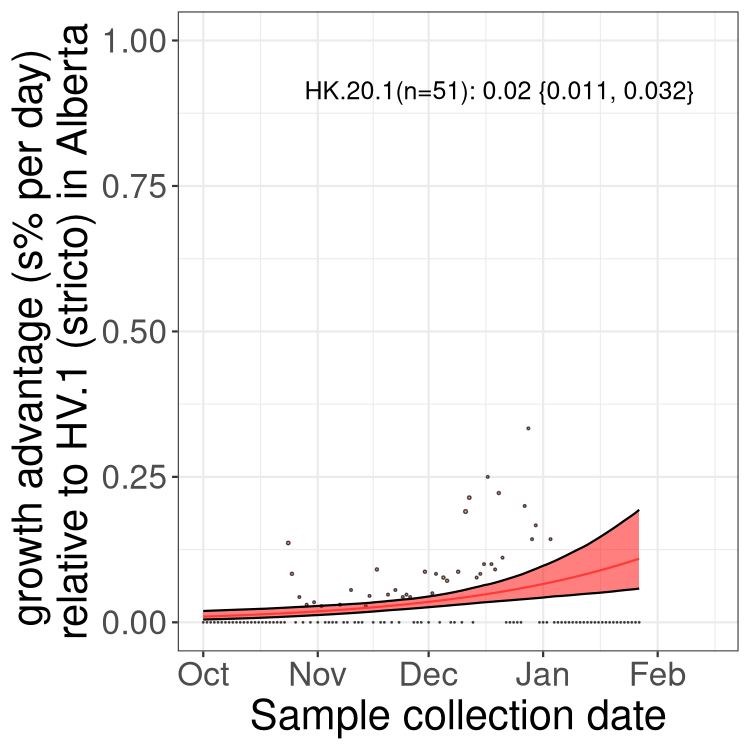 growth advantage (s% per day)
relative to HV.1 (stricto) in Alberta
1.00
0.75
0.50
0.25
0.00
HK.20.1(n=51): 0.02 {0.011, 0.032}
Oct Nov Dec Jan Feb
Sample collection date